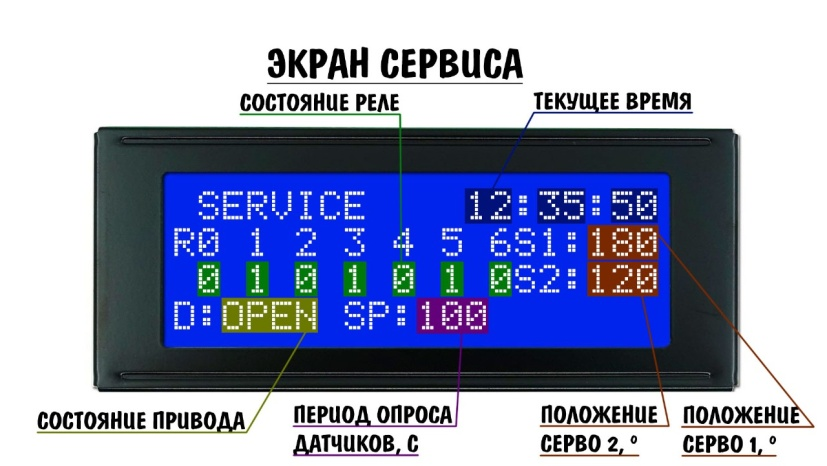 ЭКРАН СЕРВИСА
СОСТОЯНИЕ РЕЛЕ
ТЕКУЩЕЕ ВРЕМЯ
SERVICE 12:35:50
R0 1 2 3 4 5 6S1:180
0 1 0 1 0 1 0S2:120
D:OPEN SP:100
СОСТОЯНИЕ ПРИВОДА
ПЕРИОД ОПРОСА
ДАТЧИКОВ, С
ПОЛОЖЕНИЕ
СЕРВО 2, °
ПОЛОЖЕНИЕ
СЕРВО 1, °